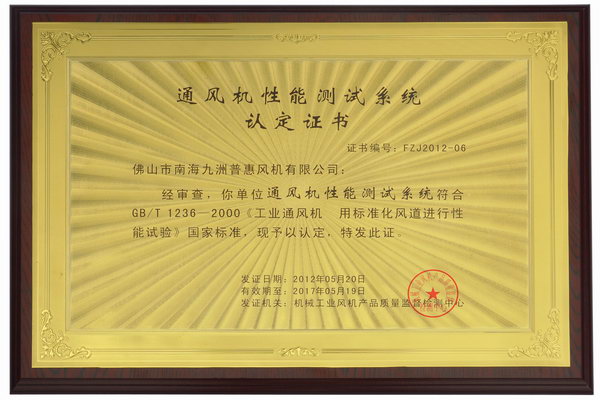 通风机性能测试系统
认定证书
证书编号：FZJ2012-06
佛山市南海九洲普惠风机有限公司：
经审查，你单位通风机性能测试系统符合
GB/T 1236—2000《工业通风机 用标准化风道进行性
能试验》国家标准，现予以认定，特发此证。
发证日期：2012年05月20日
有效期至：2017年05月19日
发证机关：机械工业风机产品质量监督检测中心